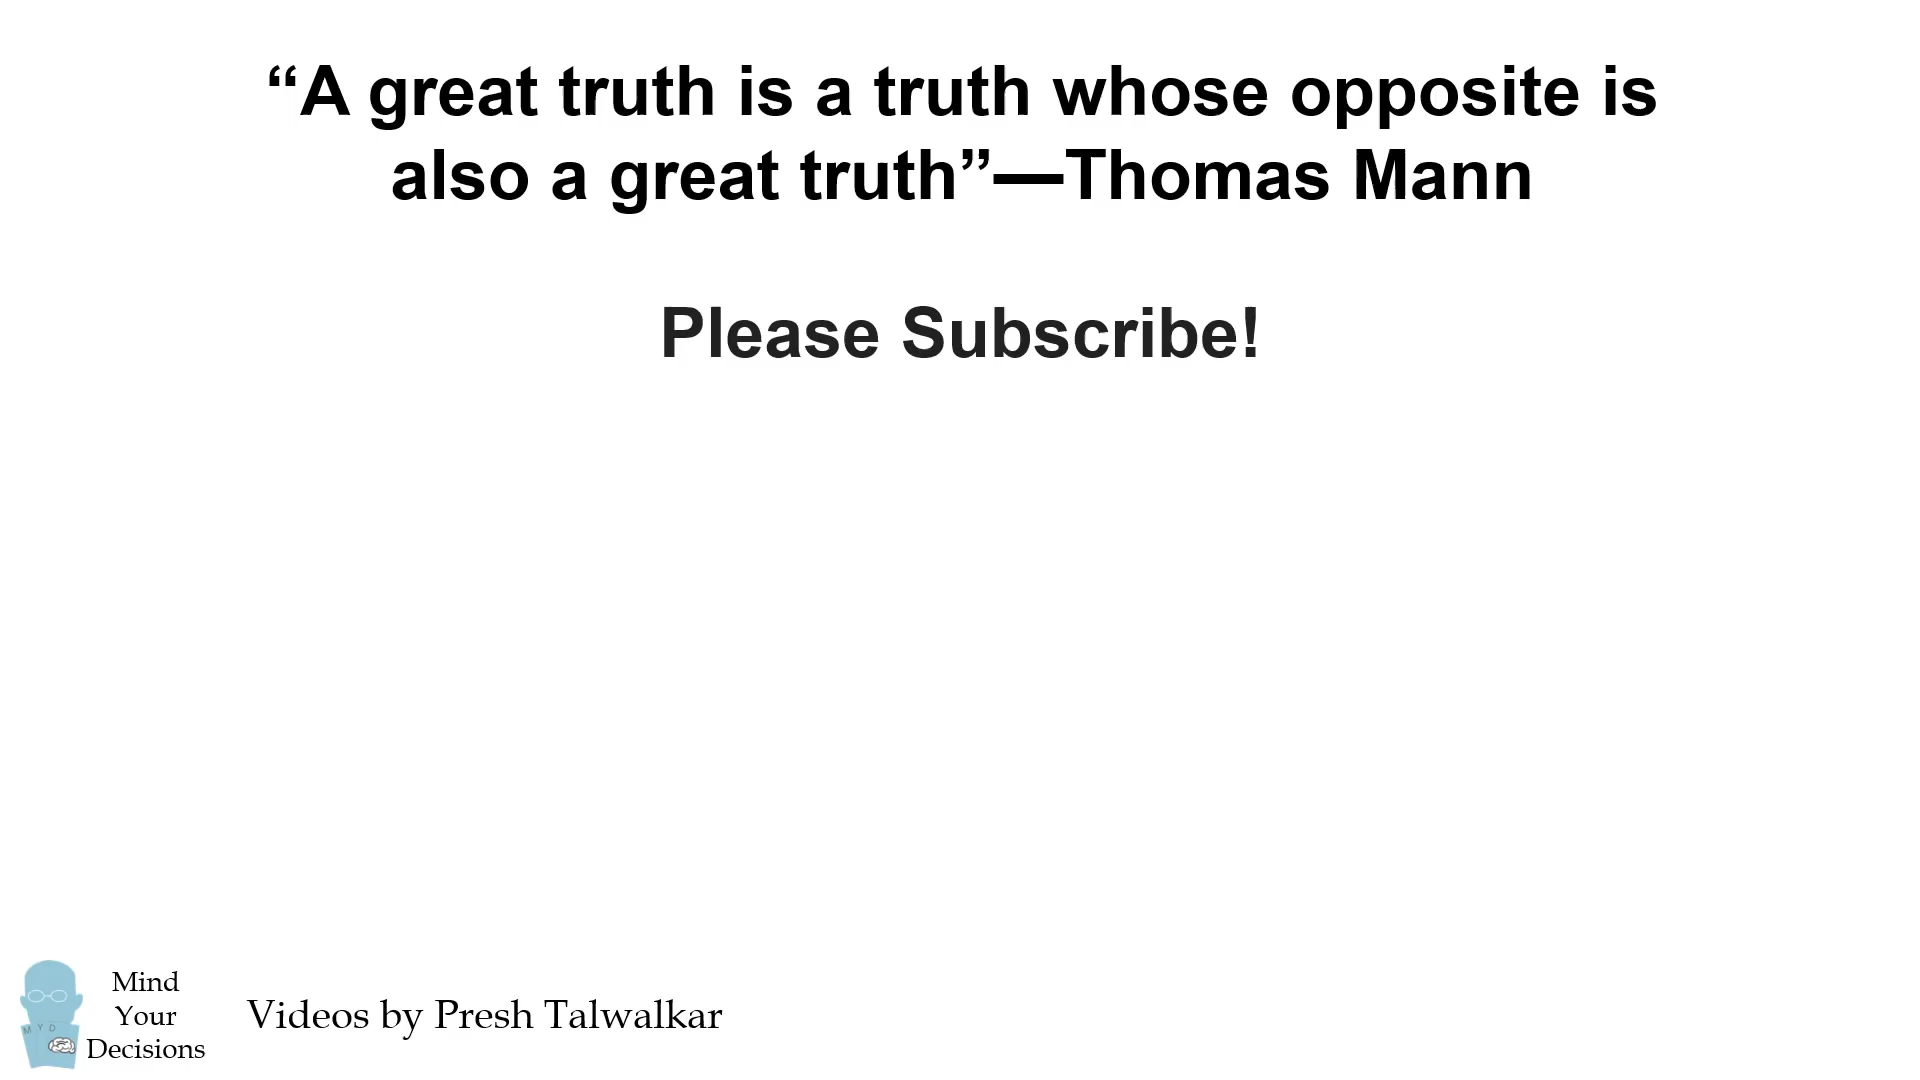 “A great truth is a truth whose opposite is
also a great truth”—Thomas Mann
Please Subscribe!
Mind
Your
Decisions
Videos by Presh Talwalkar
M Y D